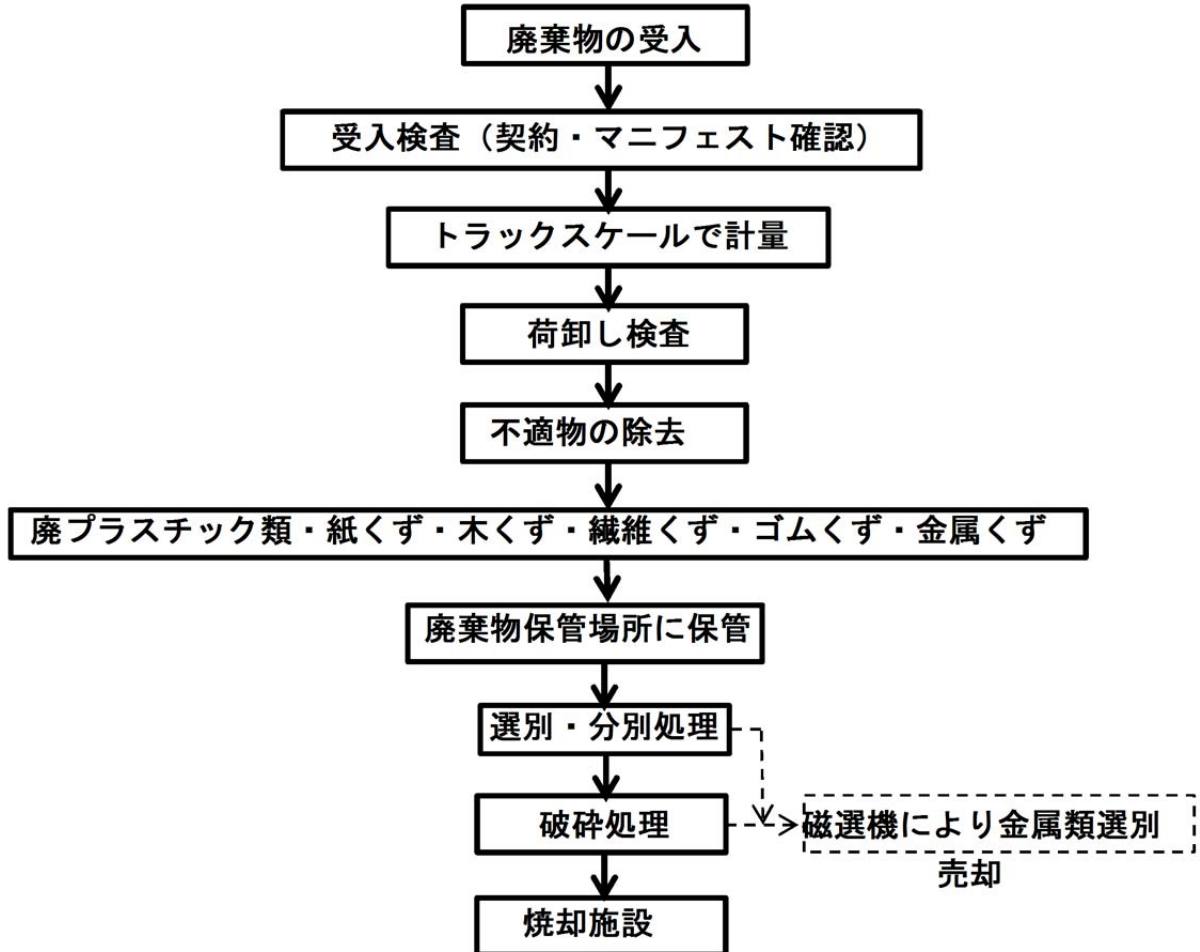 廃棄物の受入
受入検査（契約・マニフェスト確認）
トラックスケールで計量
荷卸し検査
不適物の除去
廃プラスチック類・紙くず・木くず・繊維くず・ゴムくず・金属くず
廃棄物保管場所に保管
選別・分別処理
破砕処理
磁選機により金属類選別
売却
焼却施設